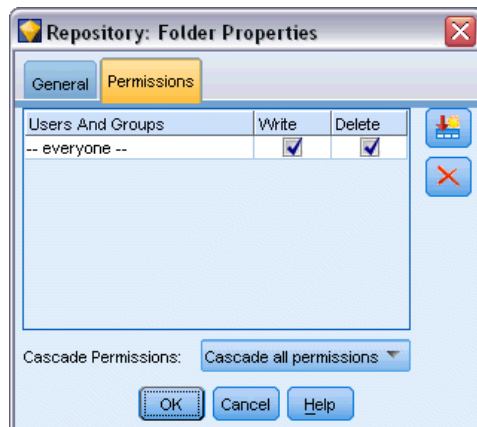 Repository: Folder Properties
General Permissions
Users And Groups Write Delete
-- everyone --
Cascade Permissions: Cascade all permissions
OK Cancel Help